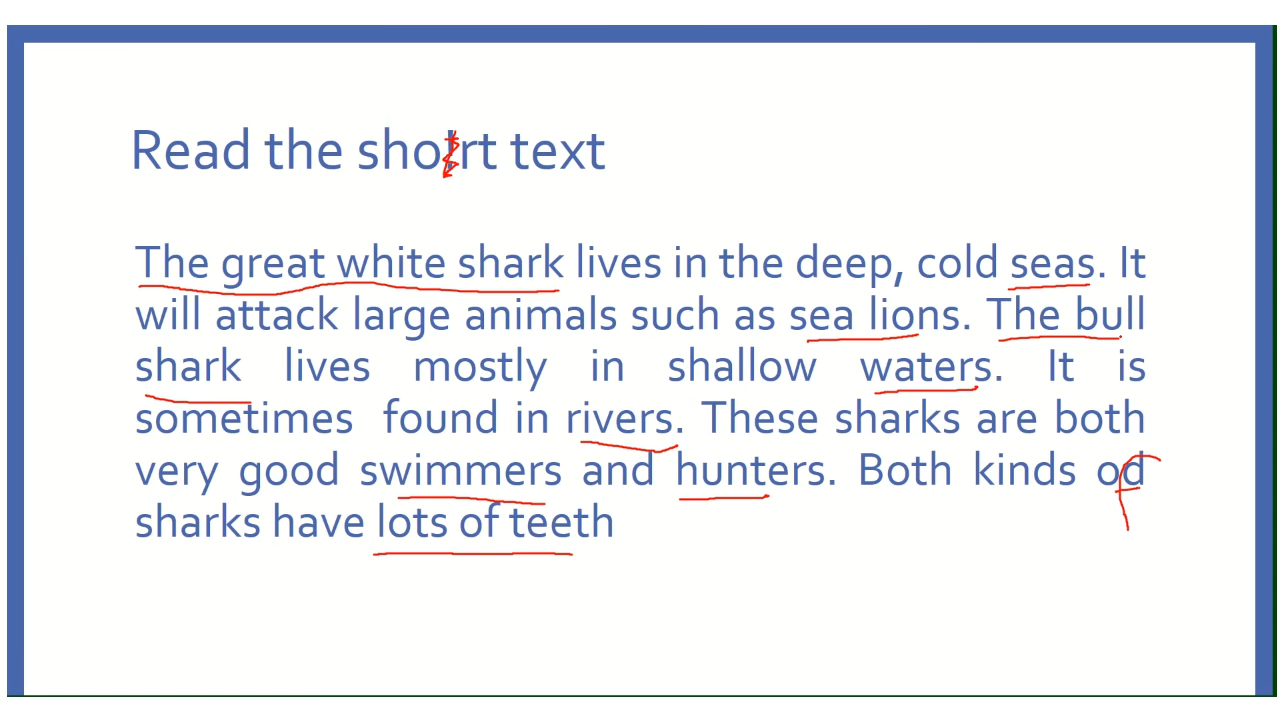 Read the sho!rt text
The great white shark lives in the deep, cold seas. It
will attack large animals such as sea lions. The bull
shark lives mostly in shallow waters. It is
sometimes found in rivers. These sharks are both
very good swimmers and hunters. Both kinds od
sharks have lots of teeth
f